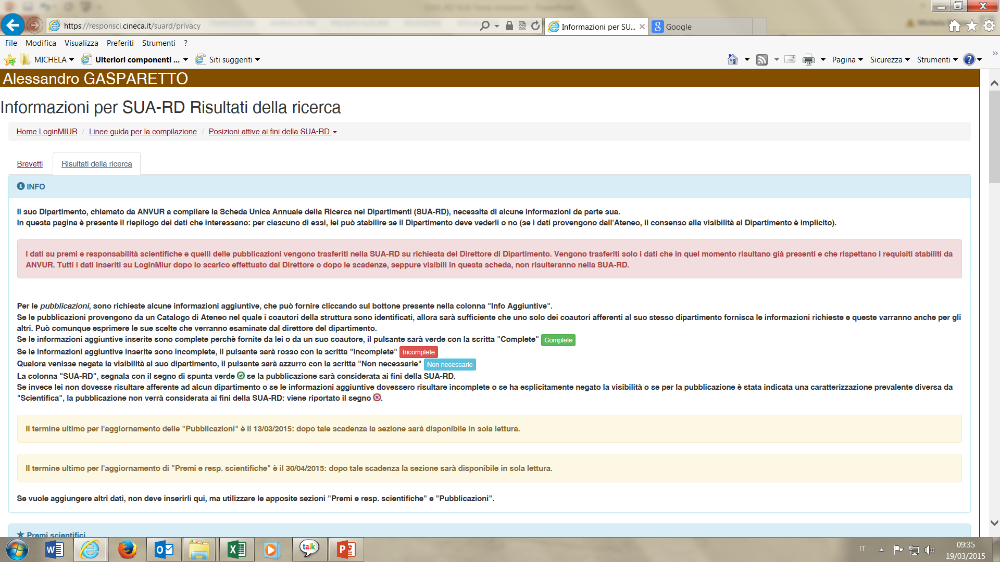 https://responsci.cineca.it/suard/privacy
Informazioni per SU...
Google
File Modifica Visualizza Preferiti Strumenti ?
MICHELA Ulteriori componenti ... Siti suggeriti
Pagina Sicurezza Strumenti
Alessandro GASPARETTO
Informazioni per SUA-RD Risultati della ricerca
Home LoginMIUR / Linee guida per la compilazione / Posizioni attive ai fini della SUA-RD
Brevetti Risultati della ricerca
INFO
Il suo Dipartimento, chiamato da ANVUR a compilare la Scheda Unica Annuale della Ricerca nei Dipartimenti (SUA-RD), necessita di alcune informazioni da parte sua.
In questa pagina è presente il riepilogo dei dati che interessano: per ciascuno di essi, lei può stabilire se il Dipartimento deve vederli o no (se i dati provengono dall'Ateneo, il consenso alla visibilità al Dipartimento è implicito).
I dati su premi e responsabilità scientifiche e quelli delle pubblicazioni vengono trasferiti nella SUA-RD su richiesta del Direttore di Dipartimento. Vengono trasferiti solo i dati che in quel momento risultano già presenti e che rispettano i requisiti stabiliti da
ANVUR. Tutti i dati inseriti su LoginMiur dopo lo scarico effettuato dal Direttore o dopo le scadenze, seppure visibili in questa scheda, non risulteranno nella SUA-RD.
Per le pubblicazioni, sono richieste alcune informazioni aggiuntive, che può fornire cliccando sul bottone presente nella colonna "Info Aggiuntive".
Se le pubblicazioni provengono da un Catalogo di Ateneo nel quale i coautori della struttura sono identificati, allora sarà sufficiente che uno solo dei coautori afferenti al suo stesso dipartimento fornisca le informazioni richieste e queste varranno anche per gli
altri. Può comunque esprimere le sue scelte che verranno esaminate dal direttore del dipartimento.
Se le informazioni aggiuntive inserite sono complete perchè fornite da lei o da un suo coautore, il pulsante sarà verde con la scritta "Complete" Complete
Se le informazioni aggiuntive inserite sono incomplete, il pulsante sarà rosso con la scritta "Incomplete" Incomplete
Qualora venisse negata la visibilità al suo dipartimento, il pulsante sarà azzurro con la scritta "Non necessarie" Non necessarie
La colonna "SUA-RD", segnala con il segno di spunta verde se la pubblicazione sarà considerata ai fini della SUA-RD.
Se invece lei non dovesse risultare afferente ad alcun dipartimento o se le informazioni aggiuntive dovessero risultare incomplete o se ha esplicitamente negato la visibilità o se per la pubblicazione è stata indicata una caratterizzazione prevalente diversa da
"Scientifica", la pubblicazione non verrà considerata ai fini della SUA-RD: viene riportato il segno .
Il termine ultimo per l'aggiornamento delle "Pubblicazioni" è il 13/03/2015: dopo tale scadenza la sezione sarà disponibile in sola lettura.
Il termine ultimo per l'aggiornamento di "Premi e resp. scientifiche" è il 30/04/2015: dopo tale scadenza la sezione sarà disponibile in sola lettura.
Se vuole aggiungere altri dati, non deve inserirli qui, ma utilizzare le apposite sezioni "Premi e resp. scientifiche" e "Pubblicazioni".
Premi scientifici
talk
IT
09:35
19/03/2015